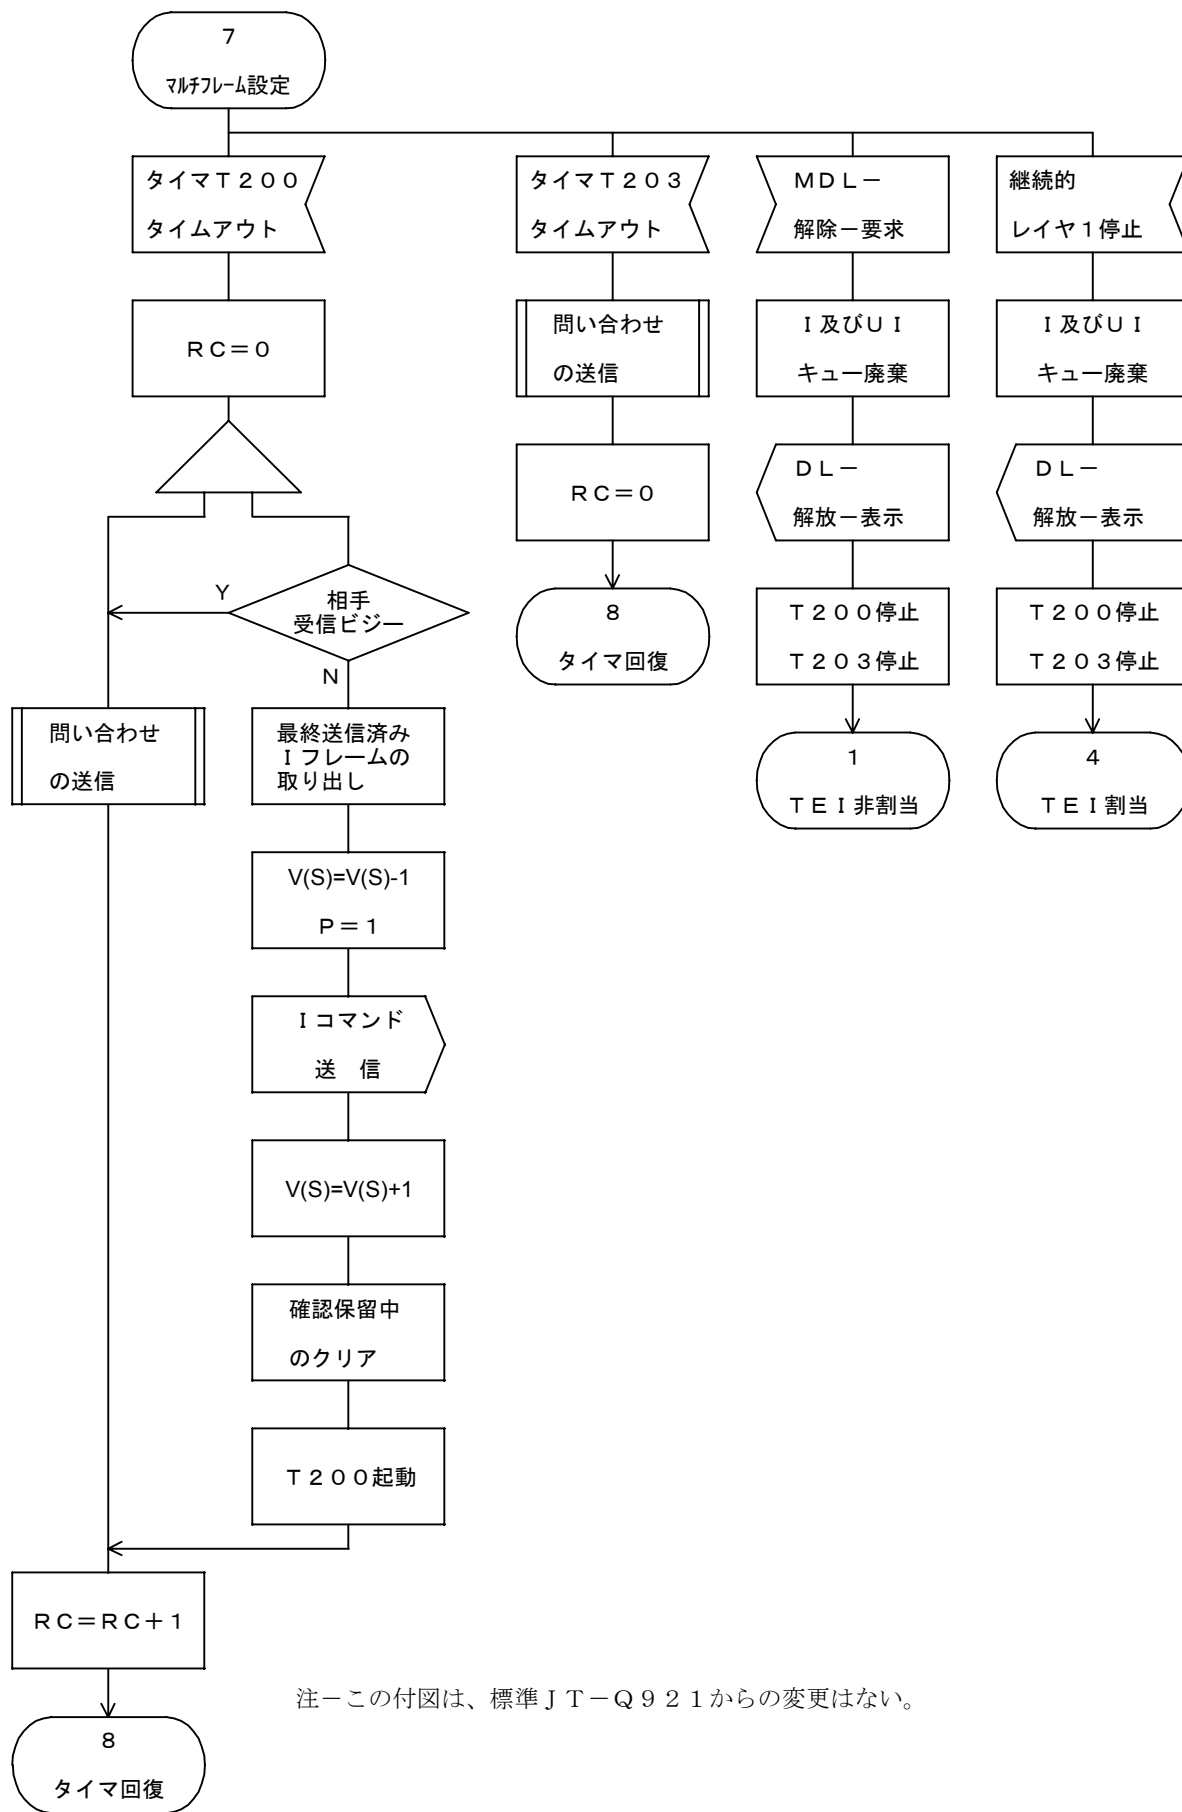 7
ﾏﾙﾁﾌﾚｰﾑ設定
タイマＴ２００
タイムアウト
ＲＣ＝０
Ｙ
相手
受信ビジー
Ｎ
問い合わせ
の送信
最終送信済み
Ｉフレームの
取り出し
V(S)=V(S)-1
Ｐ＝１
Ｉコマンド
送　信
V(S)=V(S)+1
確認保留中
のクリア
Ｔ２００起動
ＲＣ＝ＲＣ＋１
８
タイマ回復
タイマＴ２０３
タイムアウト
問い合わせ
の送信
ＲＣ＝０
８
タイマ回復
ＭＤＬ－
解除－要求
Ｉ及びＵＩ
キュー廃棄
ＤＬ－
解放－表示
Ｔ２００停止
Ｔ２０３停止
１
ＴＥＩ非割当
継続的
レイヤ１停止
Ｉ及びＵＩ
キュー廃棄
ＤＬ－
解放－表示
Ｔ２００停止
Ｔ２０３停止
４
ＴＥＩ割当
注－この付図は、標準ＪＴ－Ｑ９２１からの変更はない。